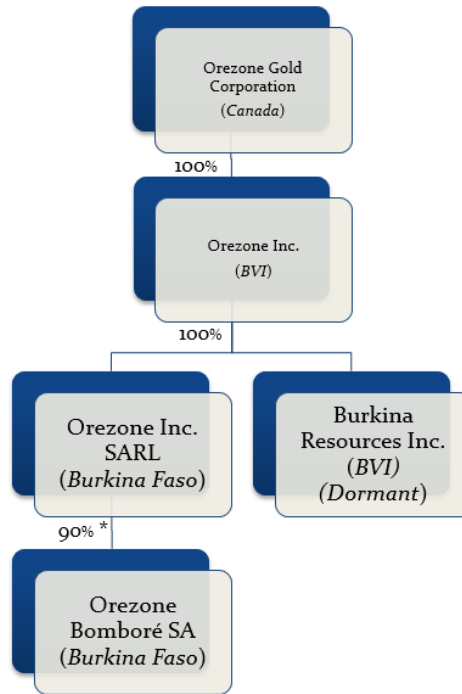 Orezone Gold
Corporation
(Canada)
100%
Orezone Inc.
(BVI)
100%
Orezone Inc.
SARL
(Burkina Faso)
Burkina
Resources Inc.
(BVI)
(Dormant)
90% *
Orezone
Bomboré SA
(Burkina Faso)